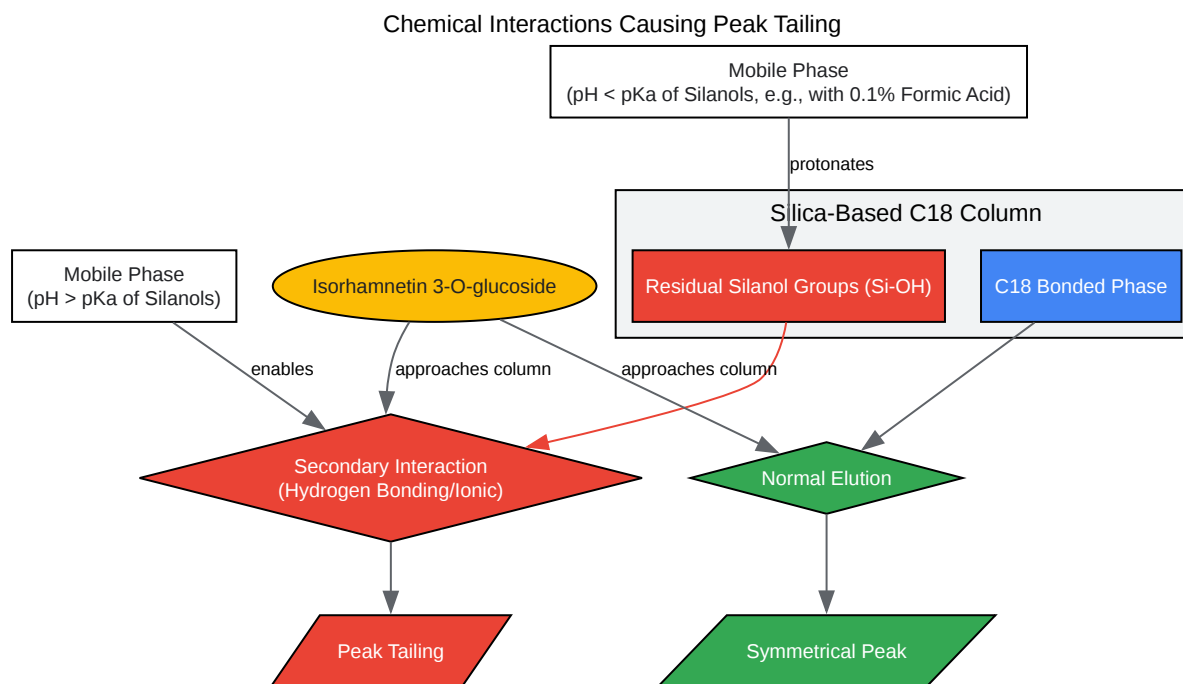 Chemical Interactions Causing Peak Tailing
Mobile Phase
(pH < pKa of Silanols, e.g., with 0.1% Formic Acid)
protonates
Silica-Based C18 Column
Mobile Phase
(pH > pKa of Silanols)
Isorhamnetin 3-O-glucoside
Residual Silanol Groups (Si-OH)
C18 Bonded Phase
enables
approaches column
approaches column
Secondary Interaction
(Hydrogen Bonding/Ionic)
Normal Elution
Peak Tailing
Symmetrical Peak